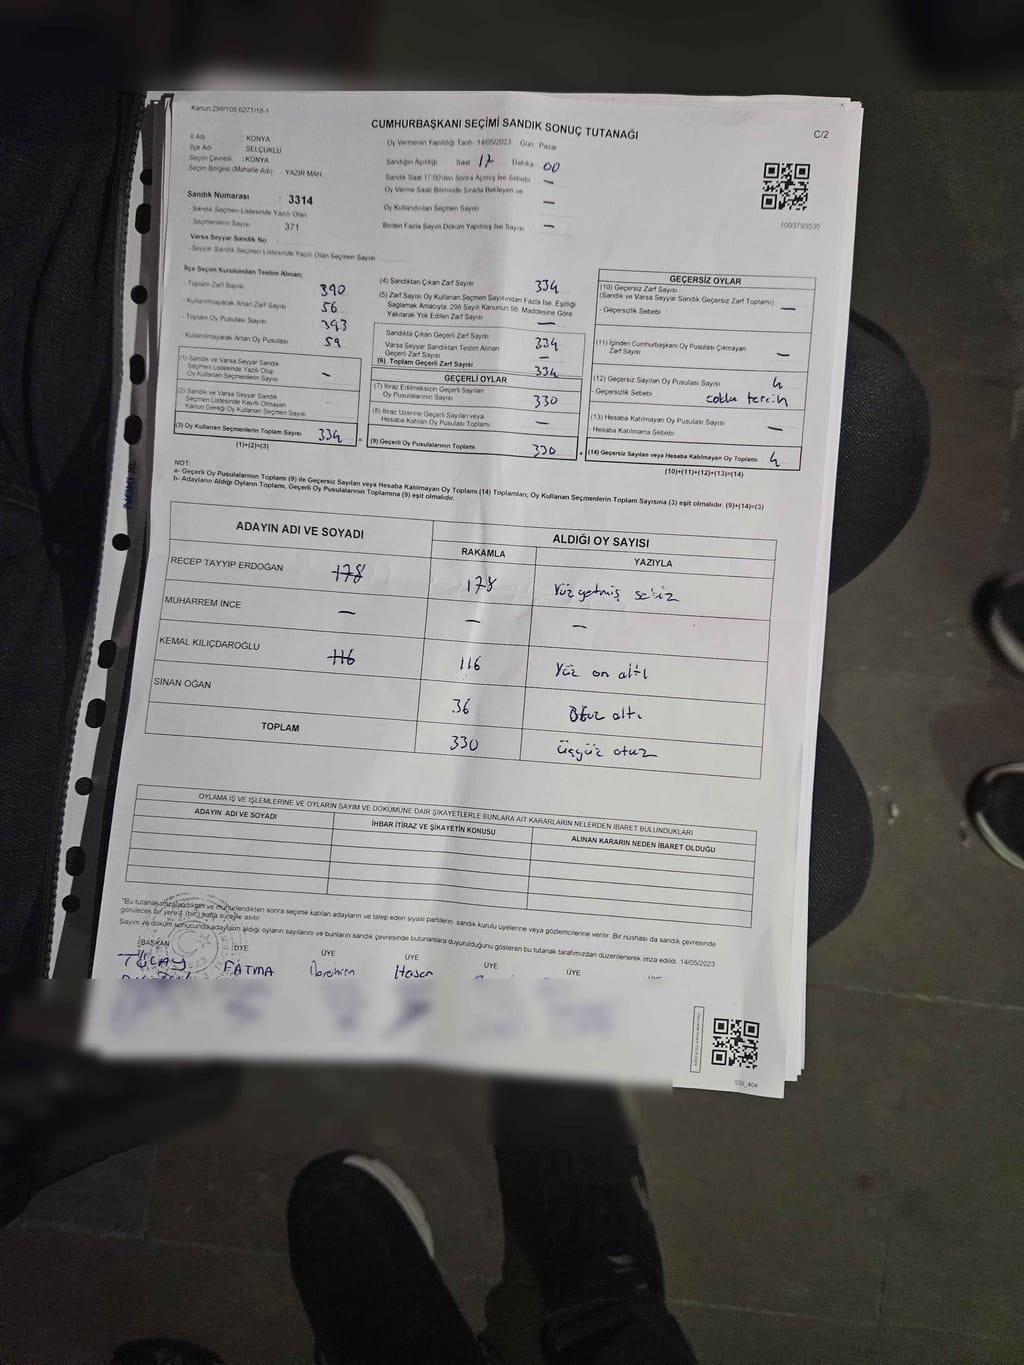 Kanun 298/105,6271/18-1
CUMHURBAŞKANI SEÇİMİ SANDIK SONUÇ TUTANAĞI
C/2
İl Adı KONYA
İlçe Adı SELÇUKLU
Seçim Çevresi : KONYA
Seçim Bölgesi (Mahalle Adı) YAZIR MAH
Oy Vermenin Yapıldığı Tarih : 14/05/2023 Gün : Pazar
Sandığın Açıldığı Saat 17 Dakika 00
Sandık Saat 17:00'den Sonra Açılmış İse Sebebi —
Oy Verme Saati Bitiminde Sırada Bekleyen ve
Oy Kullandırılan Seçmen Sayısı —
Birden Fazla Sayım Döküm Yapılmış İse Sayısı —
1093793535
Sandık Numarası : 3314
- Sandık Seçmen Listesinde Yazılı Olan
Seçmenlerin Sayısı : 371
Varsa Seyyar Sandık No
- Seyyar Sandık Seçmen Listesinde Yazılı Olan Seçmen Sayısı
İlçe Seçim Kurulundan Teslim Alınan;
- Toplam Zarf Sayısı 390
- Kullanılmayarak Artan Zarf Sayısı 56
- Toplam Oy Pusulası Sayısı 393
- Kullanılmayarak Artan Oy Pusulası 59
(1) Sandık ve Varsa Seyyar Sandık
Seçmen Listesinde Yazılı Olup
Oy Kullanan Seçmenlerin Sayısı —
(2) Sandık ve Varsa Seyyar Sandık
Seçmen Listesinde Kayıtlı Olmayan
Kanun Gereği Oy Kullanan Seçmen Sayısı
(3) Oy Kullanan Seçmenlerin Toplam Sayısı 334
(1)+(2)=(3)
(4) Sandıktan Çıkan Zarf Sayısı 334
(5) Zarf Sayısı Oy Kullanan Seçmen Sayısından Fazla İse, Eşitliği
Sağlamak Amacıyla; 298 Sayılı Kanunun 98. Maddesine Göre
Yakılarak Yok Edilen Zarf Sayısı —
Sandıkta Çıkan Geçerli Zarf Sayısı 334
Varsa Seyyar Sandıktan Teslim Alınan
Geçerli Zarf Sayısı —
(6) Toplam Geçerli Zarf Sayısı 334
GEÇERLİ OYLAR
(7) İtiraz Edilmeksizin Geçerli Sayılan
Oy Pusulalarının Sayısı 330
(8) İtiraz Üzerine Geçerli Sayılan veya
Hesaba Katılan Oy Pusulası Toplamı —
(9) Geçerli Oy Pusulalarının Toplamı 330
GEÇERSİZ OYLAR
(10) Geçersiz Zarf Sayısı
(Sandık ve Varsa Seyyar Sandık Geçersiz Zarf Toplamı)
- Geçersizlik Sebebi —
(11) İçinden Cumhurbaşkanı Oy Pusulası Çıkmayan
Zarf Sayısı —
(12) Geçersiz Sayılan Oy Pusulası Sayısı 4
- Geçersizlik Sebebi çoklu tercih
(13) Hesaba Katılmayan Oy Pusulası Sayısı —
- Hesaba Katılmama Sebebi
(14) Geçersiz Sayılan veya Hesaba Katılmayan Oy Toplamı 4
(10)+(11)+(12)+(13)=(14)
NOT:
a- Geçerli Oy Pusulalarının Toplamı (9) ile Geçersiz Sayılan veya Hesaba Katılmayan Oy Toplamı (14) Toplamları, Oy Kullanan Seçmenlerin Toplam Sayısına (3) eşit olmalıdır. (9)+(14)=(3)
b- Adayların Aldığı Oyların Toplamı, Geçerli Oy Pusulalarının Toplamına (9) eşit olmalıdır.
ADAYIN ADI VE SOYADI
ALDIĞI OY SAYISI
RAKAMLA YAZIYLA
RECEP TAYYİP ERDOĞAN 178 178 Yüz yetmiş sekiz
MUHARREM İNCE — — —
KEMAL KILIÇDAROĞLU 116 116 Yüz on altı
SİNAN OĞAN 36 Otuz altı
TOPLAM 330 üçyüz otuz
OYLAMA İŞ VE İŞLEMLERİNE VE OYLARIN SAYIM VE DÖKÜMÜNE DAİR ŞİKAYETLERLE BUNLARA AİT KARARLARIN NELERDEN İBARET BULUNDUKLARI
ADAYIN ADI VE SOYADI İHBAR İTİRAZ VE ŞİKAYETİN KONUSU ALINAN KARARIN NEDEN İBARET OLDUĞU
"Bu tutanak imzalandıktan ve mühürlendikten sonra seçime katılan adayların ve talep eden siyasi partilerin sandık kurulu üyelerine veya gözlemcilerine verilir. Bir nüshası da sandık çevresinde
görülecek bir yere 1 (bir) hafta süreyle asılır
Sayım ve döküm sonucunda adayların aldığı oyların sayılarını ve bunların sandık çevresinde bulunanlara duyurulduğunu gösteren bu tutanak tarafımızdan düzenlenerek imza edildi. 14/05/2023
BAŞKAN ÜYE ÜYE ÜYE ÜYE ÜYE
TÜLAY FATMA İbrahim Hasan
SSI_404